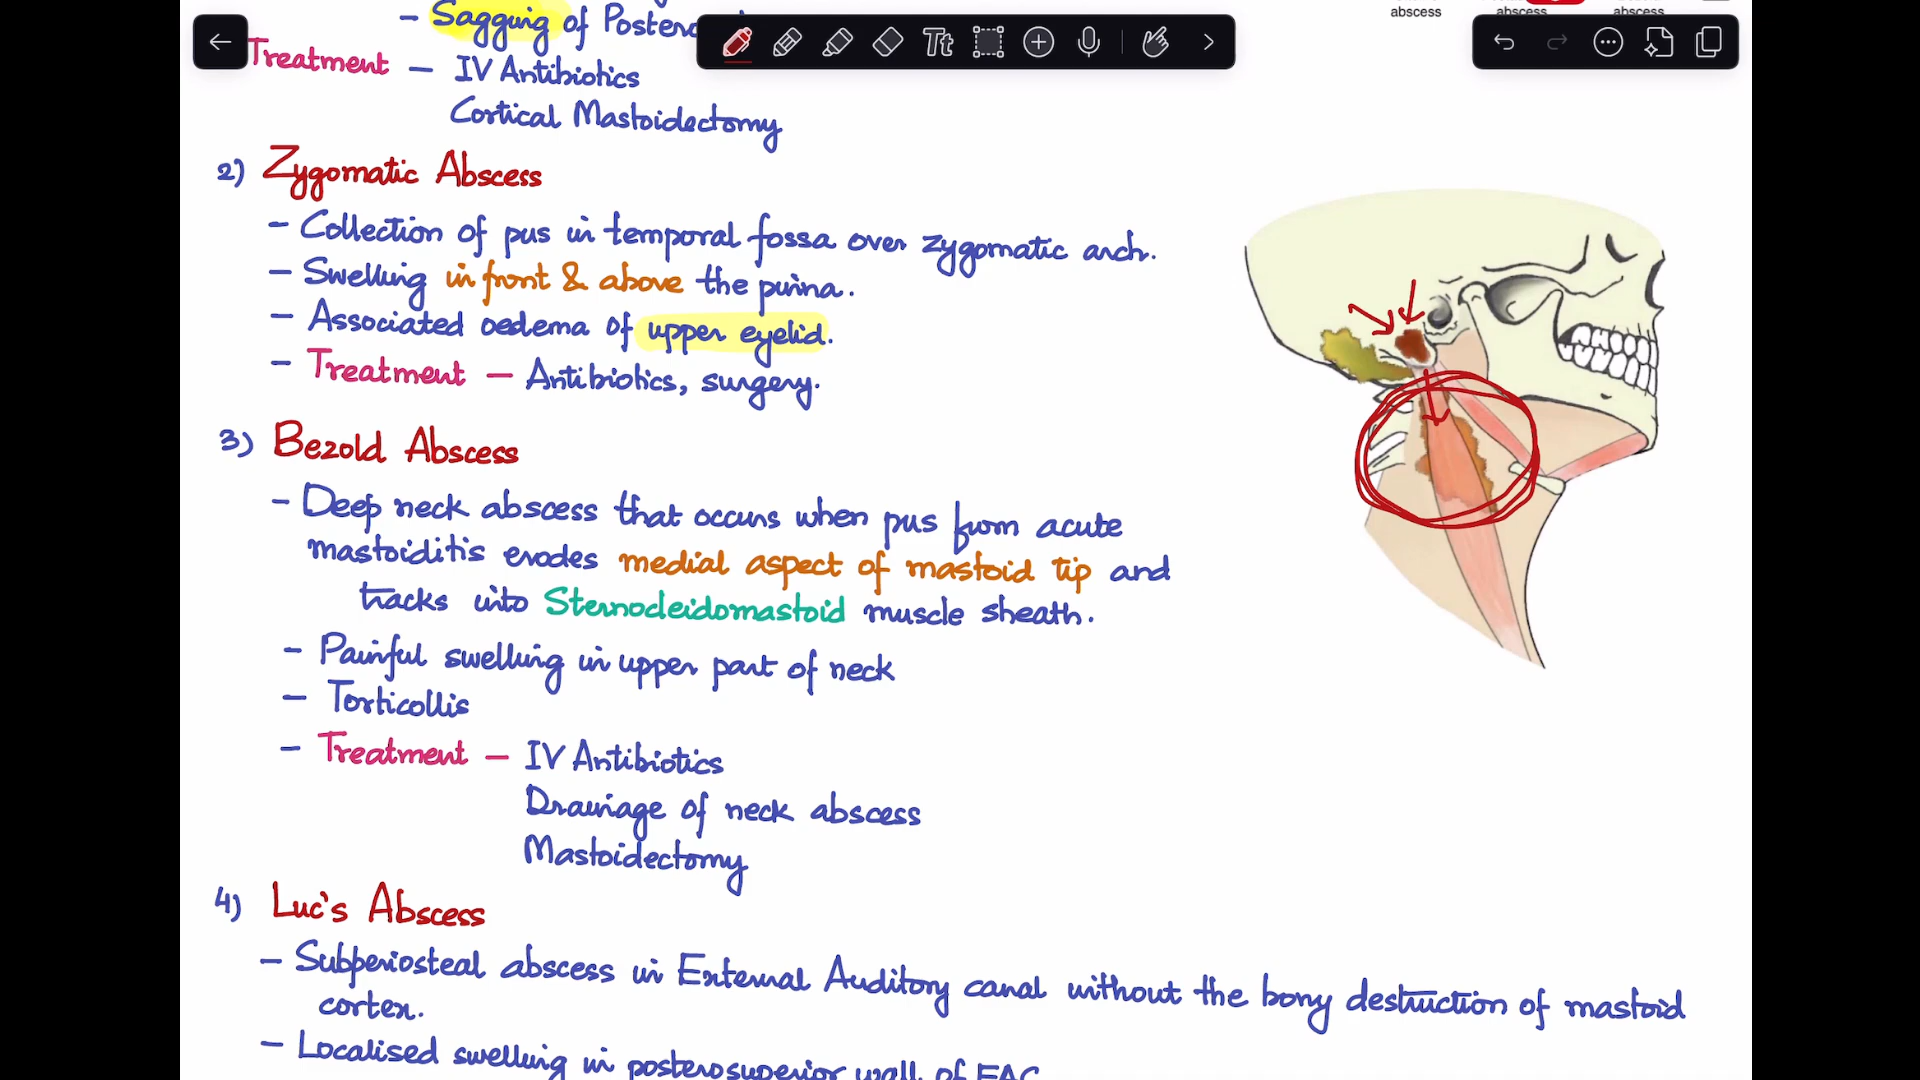 abscess abscess abscess
- Sagging of
Treatment - IV Antibiotics
Cortical Mastoidectomy
2) Zygomatic Abscess
- Collection of pus in temporal fossa over zygomatic arch.
- Swelling in front & above the pinna.
- Associated oedema of upper eyelid.
- Treatment - Antibiotics, surgery.
3) Bezold Abscess
- Deep neck abscess that occurs when pus from acute
mastoiditis erodes medial aspect of mastoid tip and
tracks into Sternocleidomastoid muscle sheath.
- Painful swelling in upper part of neck
- Torticollis
- Treatment - IV Antibiotics
Drainage of neck abscess
Mastoidectomy
4) Luc's Abscess
- Subperiosteal abscess in External Auditory canal without the bony destruction of mastoid
cortex.
- Localised swelling in posterosuperior wall of EAC
Tt